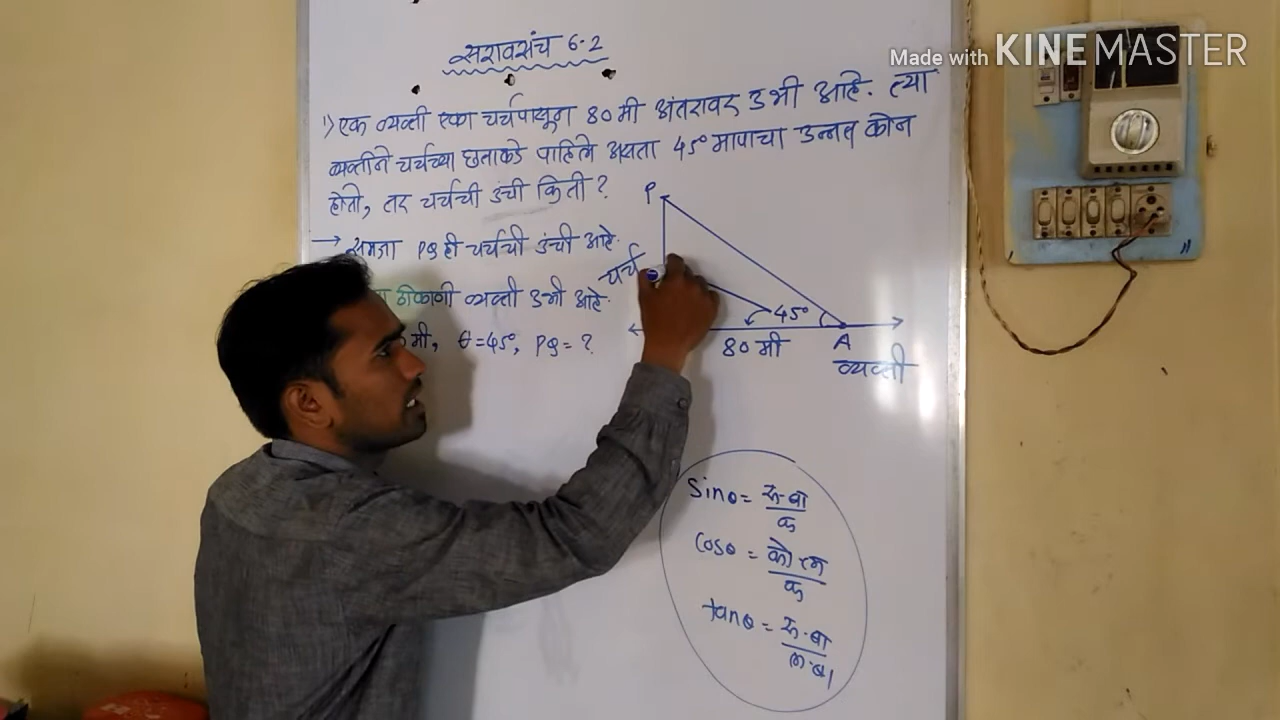 Made with KINEMASTER
सरावसंच 6.2
1) एक व्यक्ती एका चर्चपासून 80 मी अंतरावर उभी आहे. त्या
व्यक्तीने चर्चच्या छताकडे पाहिले असता 45° मापाचा उन्नत कोन
होतो, तर चर्चची उंची किती?
P
→ समजा PQ ही चर्चची उंची आहे.
चर्च
ठिकाणी व्यक्ती उभी आहे.
45°
मी, θ=45°, PQ = ?
80 मी
A
व्यक्ती
Sinθ = स.बा / क
Cosθ = / क
tanθ = स.बा / ल.बा